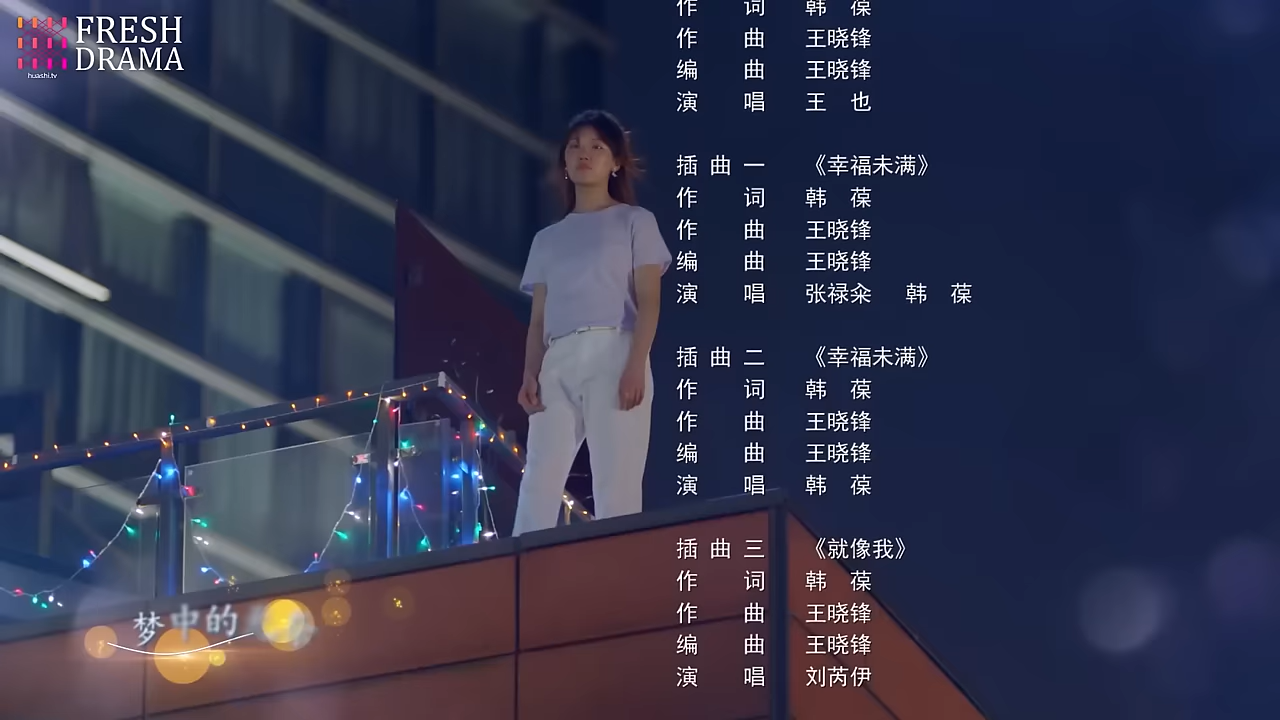 FRESH
DRAMA
huashi.tv
作 词 韩 葆
作 曲 王晓锋
编 曲 王晓锋
演 唱 王 也
插 曲 一 《幸福未满》
作 词 韩 葆
作 曲 王晓锋
编 曲 王晓锋
演 唱 张禄籴 韩 葆
插 曲 二 《幸福未满》
作 词 韩 葆
作 曲 王晓锋
编 曲 王晓锋
演 唱 韩 葆
插 曲 三 《就像我》
作 词 韩 葆
作 曲 王晓锋
编 曲 王晓锋
演 唱 刘芮伊
梦中的